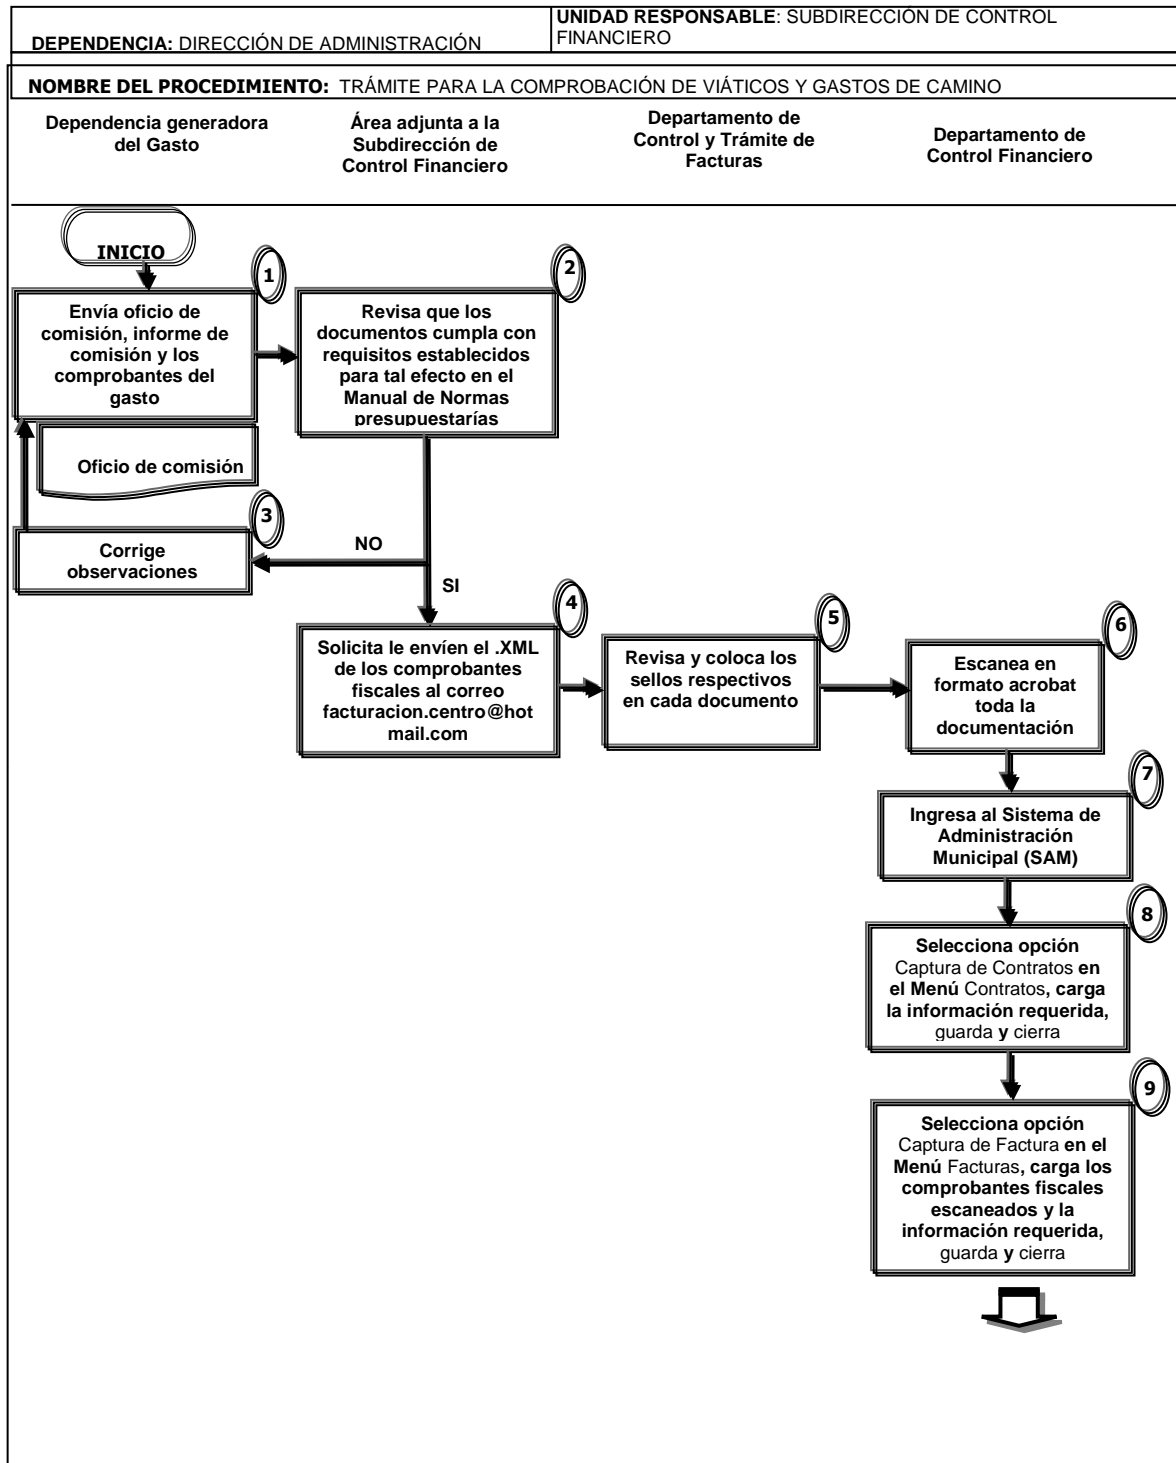 DEPENDENCIA: DIRECCIÓN DE ADMINISTRACIÓN
UNIDAD RESPONSABLE: SUBDIRECCIÓN DE CONTROL
FINANCIERO
NOMBRE DEL PROCEDIMIENTO: TRÁMITE PARA LA COMPROBACIÓN DE VIÁTICOS Y GASTOS DE CAMINO
Dependencia generadora
del Gasto
Área adjunta a la
Subdirección de
Control Financiero
Departamento de
Control y Trámite de
Facturas
Departamento de
Control Financiero
INICIO
1
Envía oficio de
comisión, informe de
comisión y los
comprobantes del
gasto
Oficio de comisión
2
Revisa que los
documentos cumpla con
requisitos establecidos
para tal efecto en el
Manual de Normas
presupuestarías
3
Corrige
observaciones
NO
SI
4
Solicita le envíen el .XML
de los comprobantes
fiscales al correo
facturacion.centro@hot
mail.com
5
Revisa y coloca los
sellos respectivos
en cada documento
6
Escanea en
formato acrobat
toda la
documentación
7
Ingresa al Sistema de
Administración
Municipal (SAM)
8
Selecciona opción
Captura de Contratos en
el Menú Contratos, carga
la información requerida,
guarda y cierra
9
Selecciona opción
Captura de Factura en el
Menú Facturas, carga los
comprobantes fiscales
escaneados y la
información requerida,
guarda y cierra